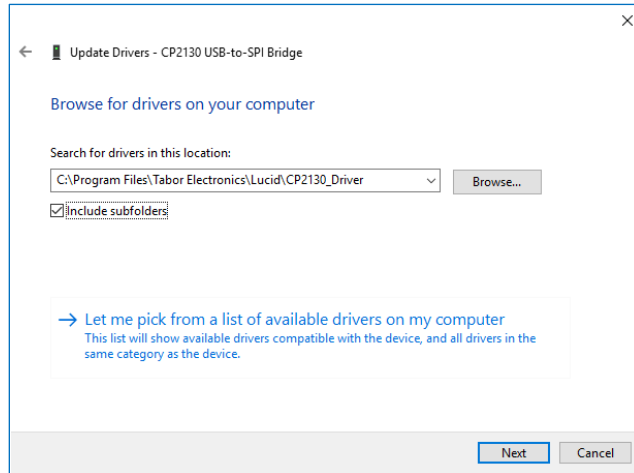 Update Drivers - CP2130 USB-to-SPI Bridge
Browse for drivers on your computer
Search for drivers in this location:
C:\Program Files\Tabor Electronics\Lucid\CP2130_Driver
Browse...
Include subfolders
Let me pick from a list of available drivers on my computer
This list will show available drivers compatible with the device, and all drivers in the
same category as the device.
Next
Cancel